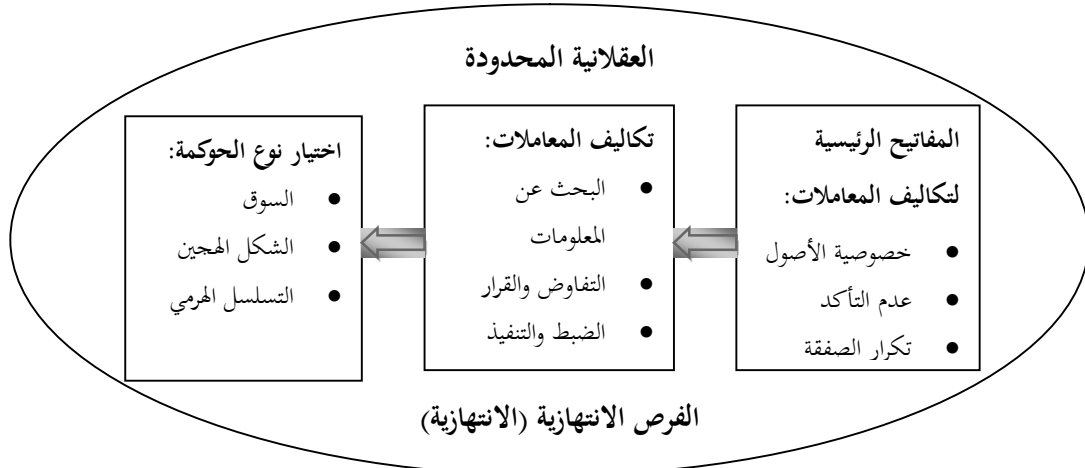 العقلانية المحدودة
المفاتيح الرئيسية
لتكاليف المعاملات:
● خصوصية الأصول
● عدم التأكد
● تكرار الصفقة
تكاليف المعاملات:
● البحث عن
المعلومات
● التفاوض والقرار
● الضبط والتنفيذ
اختيار نوع الحوكمة:
● السوق
● الشكل الهجين
● التسلسل الهرمي
الفرص الانتهازية (الانتهازية)